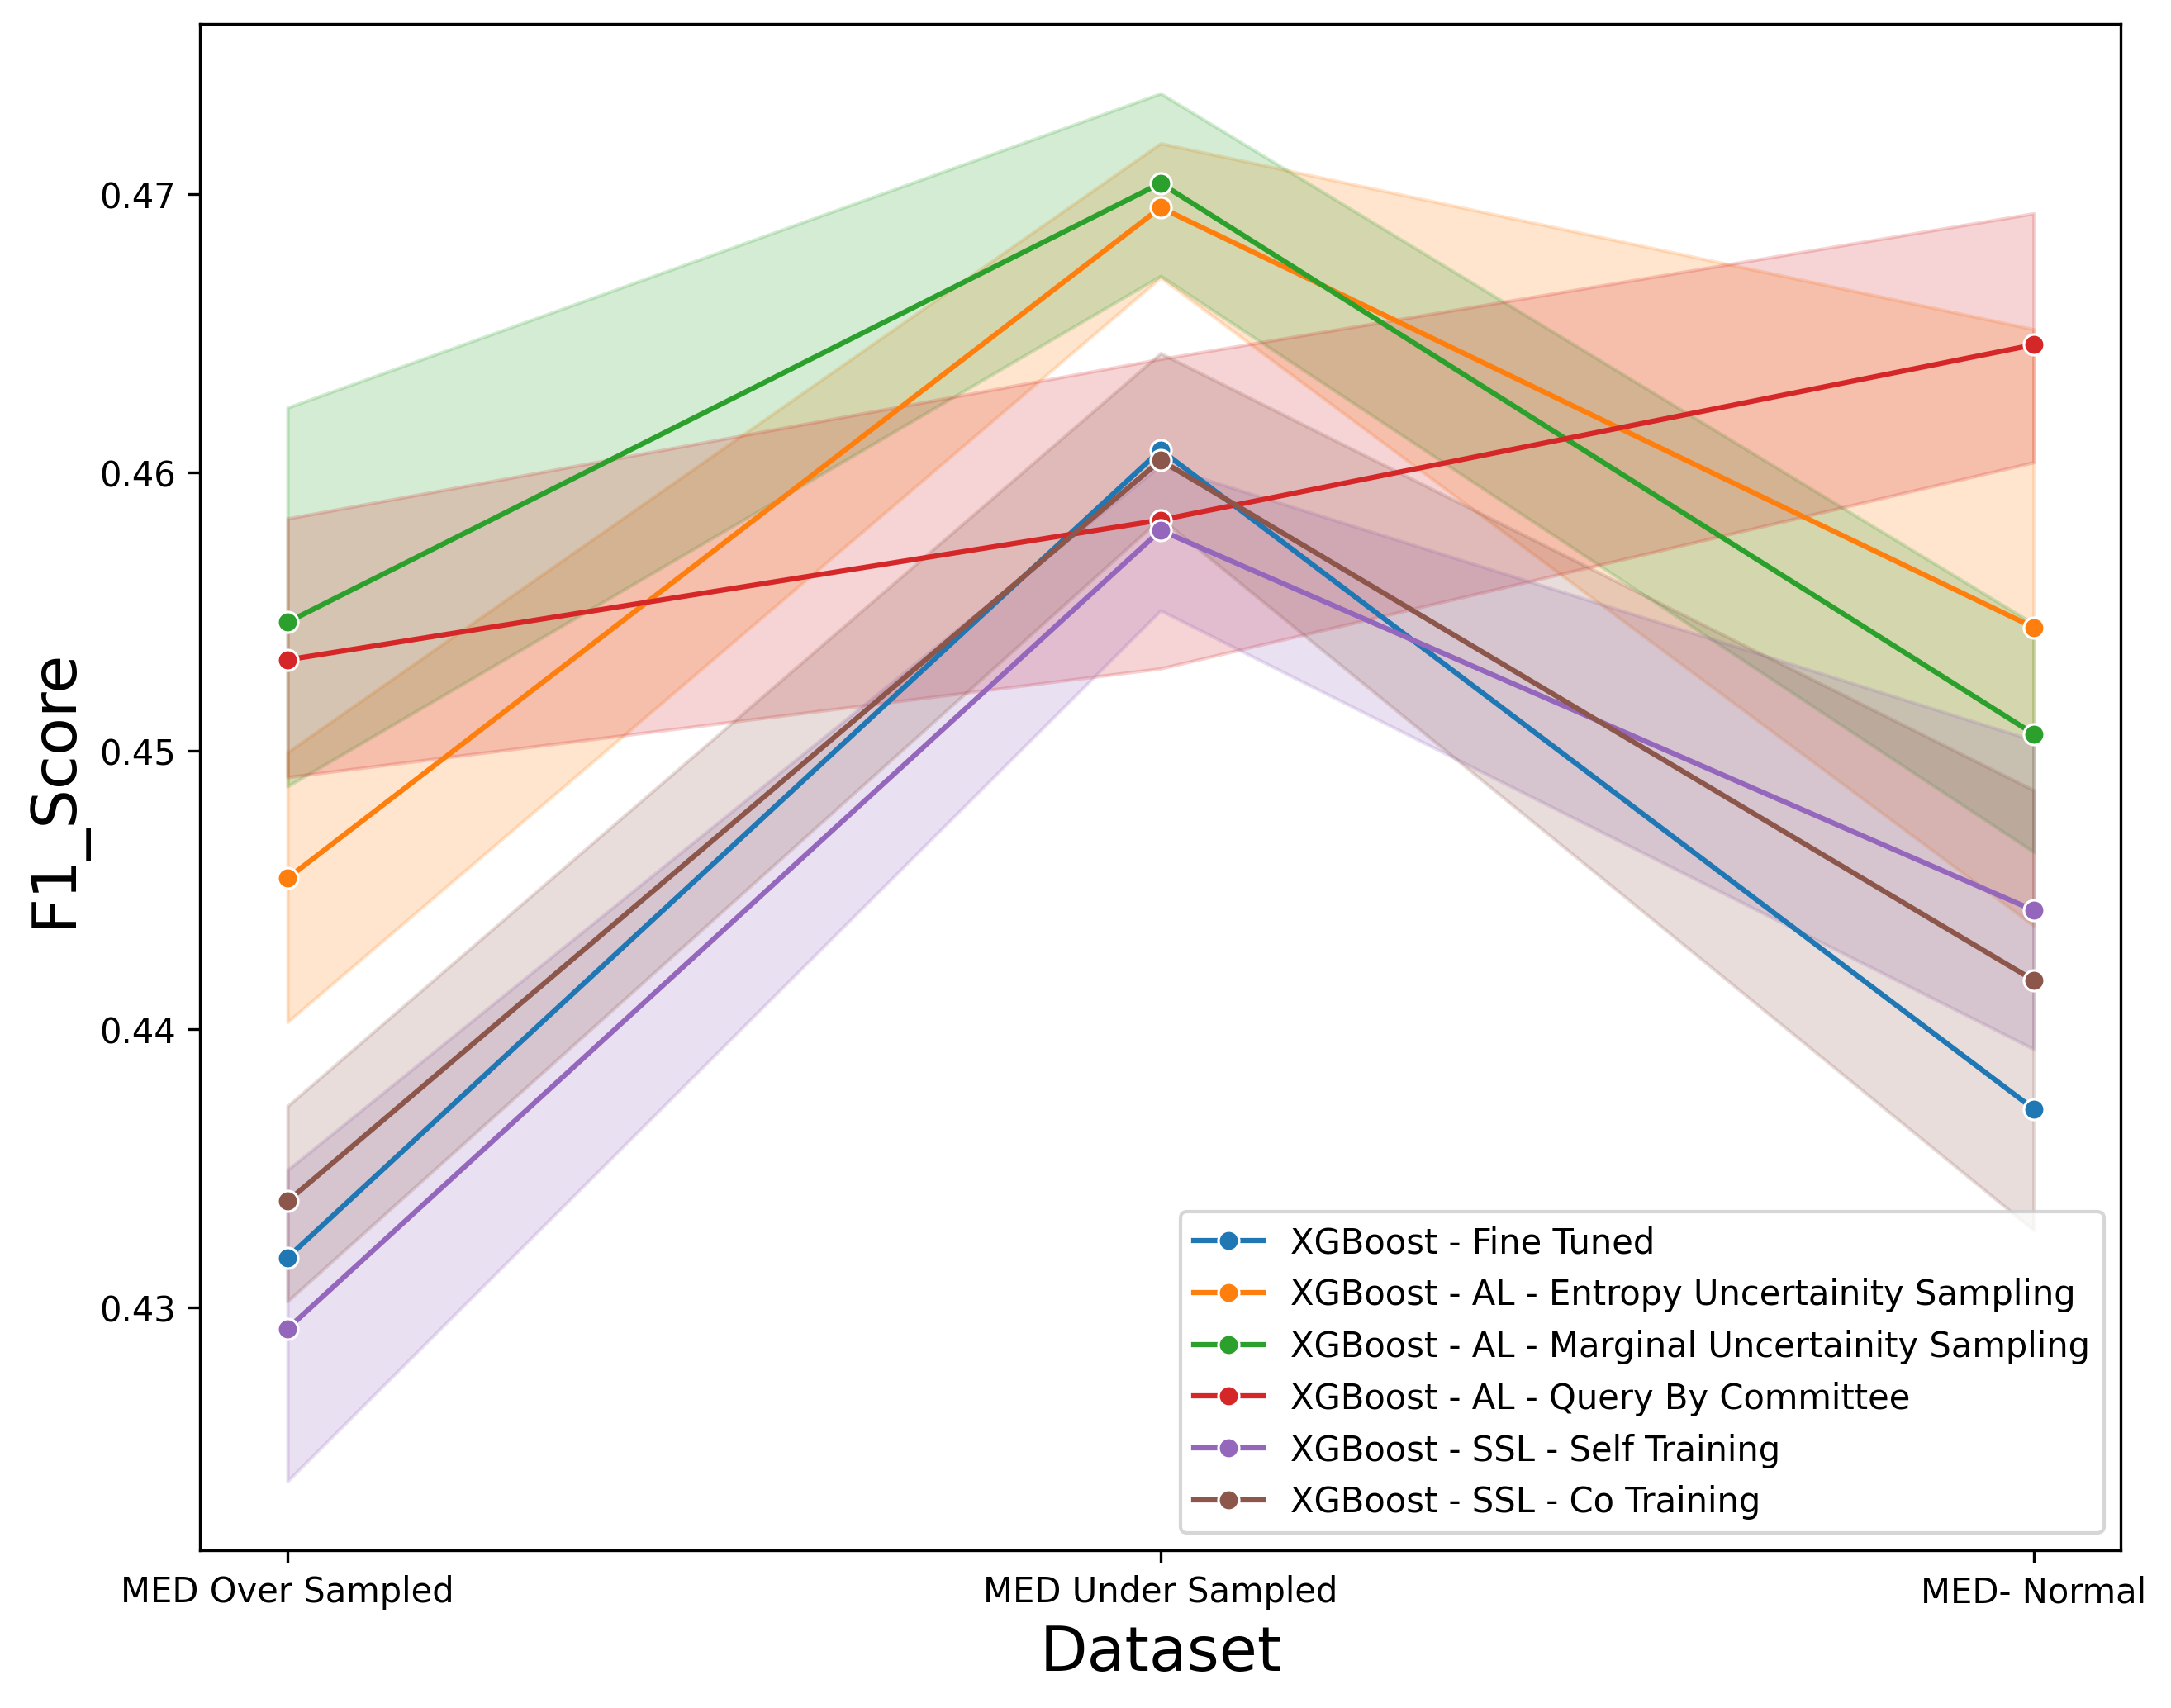 F1_Score
0.47
0.46
0.45
0.44
0.43
XGBoost - Fine Tuned
XGBoost - AL - Entropy Uncertainity Sampling
XGBoost - AL - Marginal Uncertainity Sampling
XGBoost - AL - Query By Committee
XGBoost - SSL - Self Training
XGBoost - SSL - Co Training
MED Over Sampled
MED Under Sampled
MED- Normal
Dataset